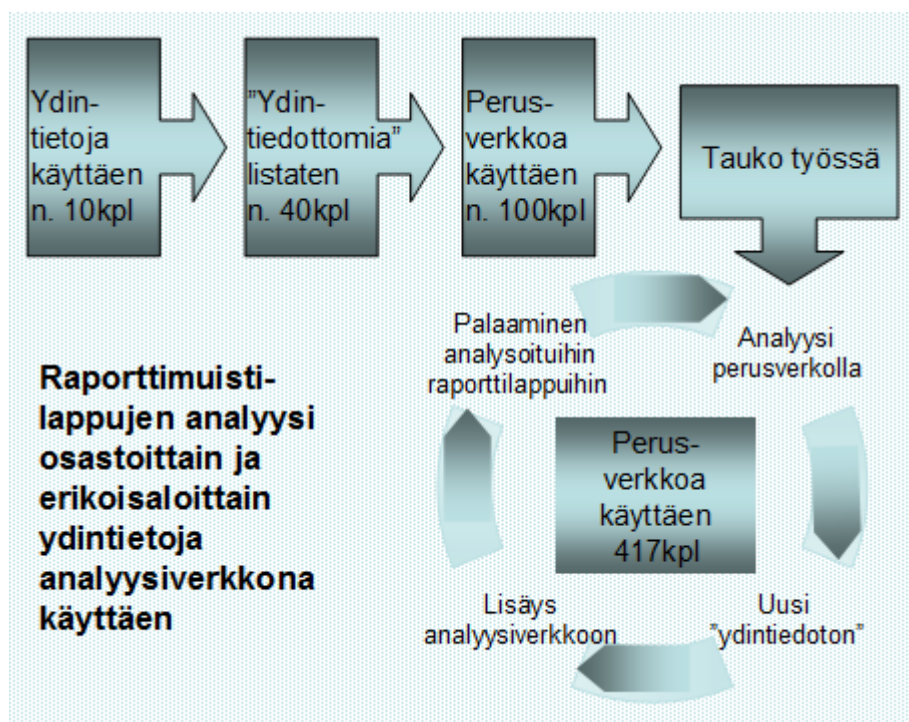 Ydin-
tietoja
käyttäen
n. 10kpl
”Ydin-
tiedottomia”
listaten
n. 40kpl
Perus-
verkkoa
käyttäen
n. 100kpl
Tauko työssä
Analyysi
perusverkolla
Uusi
”ydintiedoton”
Lisäys
analyysiverkkoon
Palaaminen
analysoituihin
raporttilappuihin
Perus-
verkkoa
käyttäen
417kpl
Raporttimuisti-
lappujen analyysi
osastoittain ja
erikoisaloittain
ydintietoja
analyysiverkkona
käyttäen